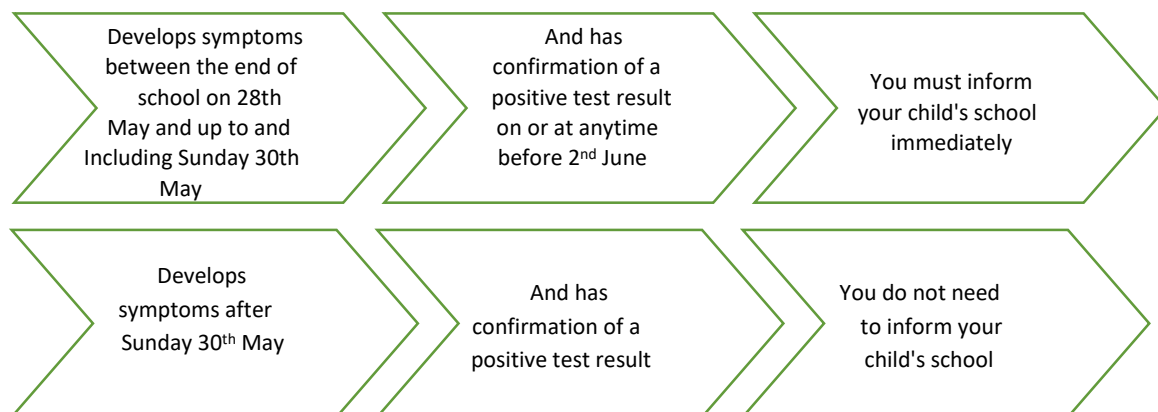 Develops symptoms
between the end of
school on 28th
May and up to and
Including Sunday 30th
May
And has
confirmation of a
positive test result
on or at anytime
before 2nd June
You must inform
your child's school
immediately
Develops
symptoms after
Sunday 30th May
And has
confirmation of a
positive test result
You do not need
to inform your
child's school